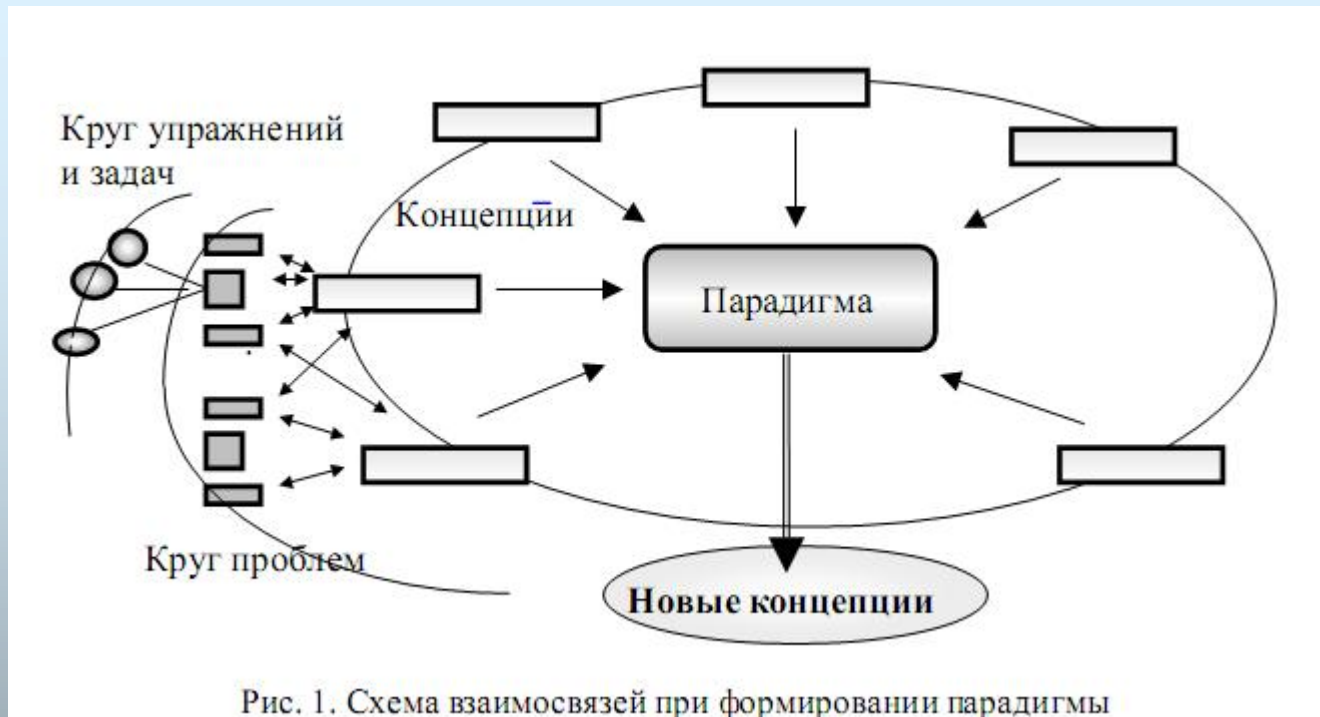 Круг упражнений
и задач
Концепции
Парадигма
Круг проблем
Новые концепции
Рис. 1. Схема взаимосвязей при формировании парадигмы